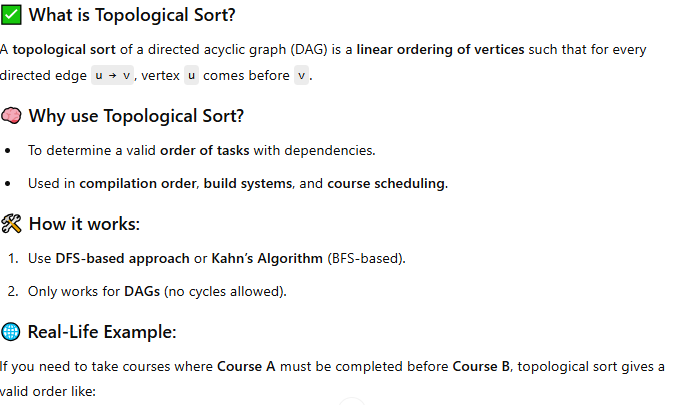 ✅ What is Topological Sort?
A topological sort of a directed acyclic graph (DAG) is a linear ordering of vertices such that for every
directed edge u → v, vertex u comes before v.
🧠 Why use Topological Sort?
• To determine a valid order of tasks with dependencies.
• Used in compilation order, build systems, and course scheduling.
🛠 How it works:
1. Use DFS-based approach or Kahn's Algorithm (BFS-based).
2. Only works for DAGs (no cycles allowed).
🌐 Real-Life Example:
If you need to take courses where Course A must be completed before Course B, topological sort gives a
valid order like: